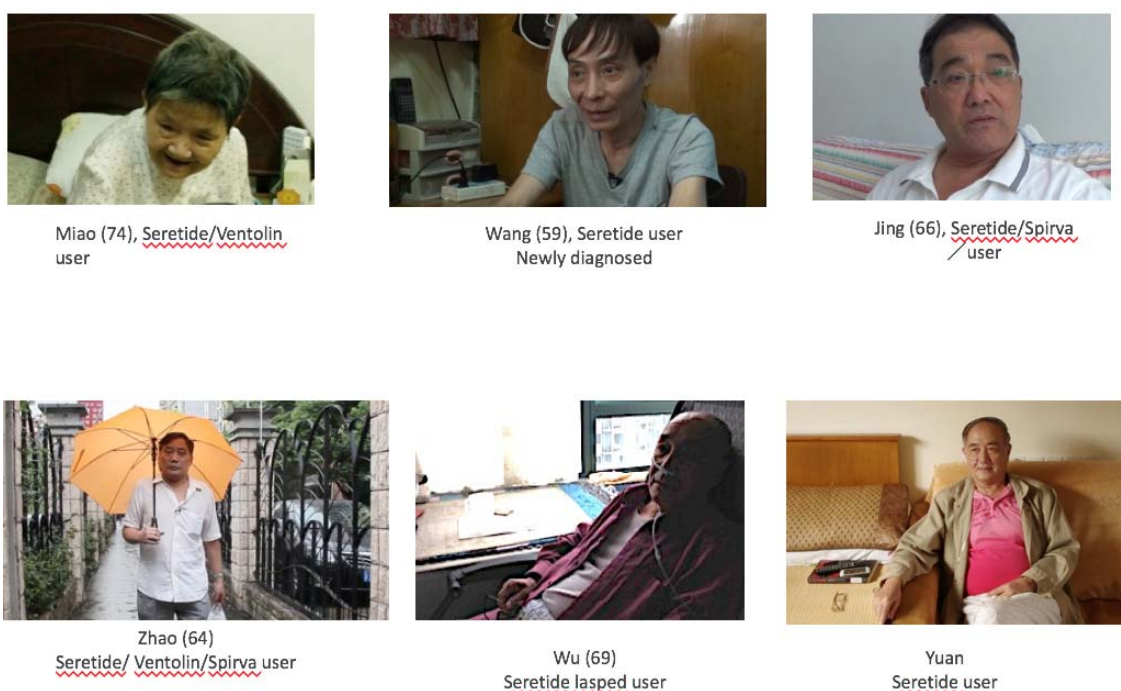 Miao (74), Seretide/Ventolin
user
Wang (59), Seretide user
Newly diagnosed
Jing (66), Seretide/Spirva
user
Zhao (64)
Seretide/ Ventolin/Spirva user
Wu (69)
Seretide lasped user
Yuan
Seretide user